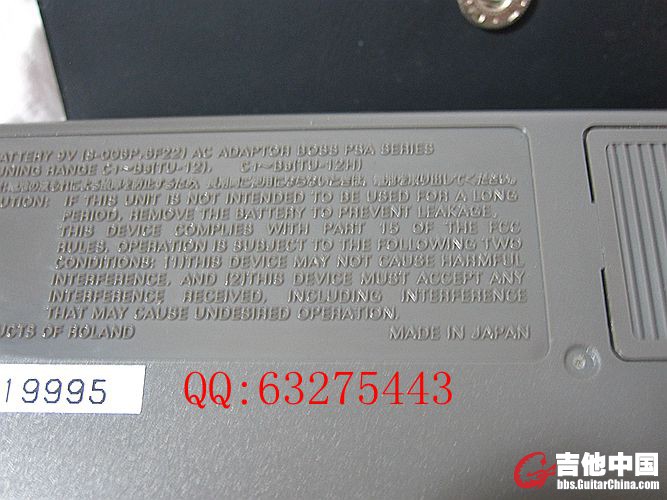 ATTERY 9V (S-006P,6F22) AC ADAPTOR BOSS PSA SERIES
UNING RANGE C1～B6(TU-12), C1～B8(TU-12H)
UTION: IF THIS UNIT IS NOT INTENDED TO BE USED FOR A LONG
PERIOD, REMOVE THE BATTERY TO PREVENT LEAKAGE.
THIS DEVICE COMPLIES WITH PART 15 OF THE FCC
RULES. OPERATION IS SUBJECT TO THE FOLLOWING TWO
CONDITIONS: (1)THIS DEVICE MAY NOT CAUSE HARMFUL
INTERFERENCE, AND (2)THIS DEVICE MUST ACCEPT ANY
INTERFERENCE RECEIVED, INCLUDING INTERFERENCE
THAT MAY CAUSE UNDESIRED OPERATION.
UCTS OF ROLAND MADE IN JAPAN
19995
QQ:63275443
吉他中国
bbs.GuitarChina.com